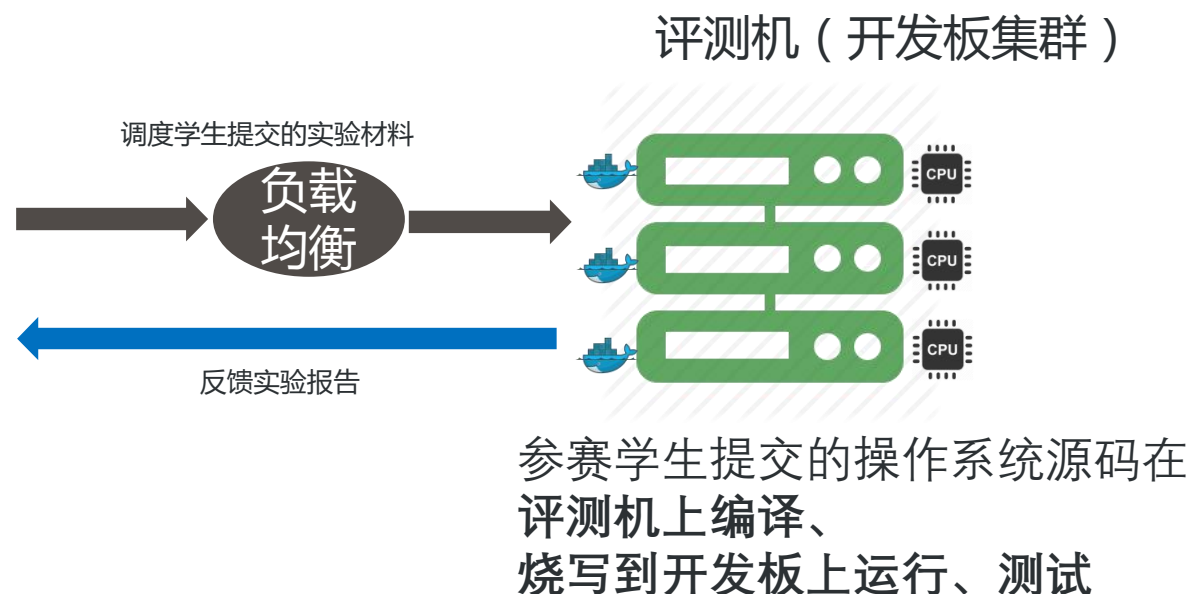 评测机（开发板集群）
调度学生提交的实验材料
负载
均衡
CPU
CPU
CPU
反馈实验报告
参赛学生提交的操作系统源码在
评测机上编译、
烧写到开发板上运行、测试